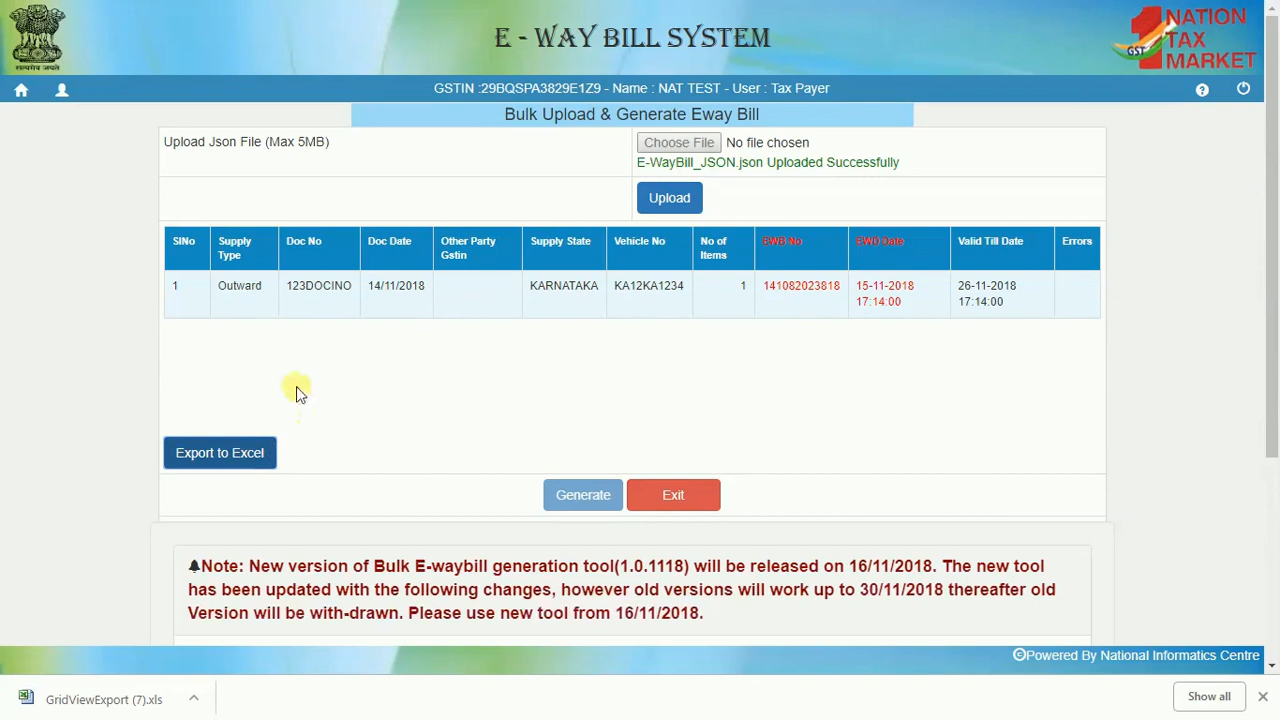 सत्यमेव जयते
E - WAY BILL SYSTEM
1 NATION
TAX
MARKET
GST
GSTIN :29BQSPA3829E1Z9 - Name : NAT TEST - User : Tax Payer
?
Bulk Upload & Generate Eway Bill
Upload Json File (Max 5MB)
Choose File No file chosen
E-WayBill_JSON.json Uploaded Successfully
Upload
SlNo Supply Type Doc No Doc Date Other Party Gstin Supply State Vehicle No No of Items EWB No EWB Date Valid Till Date Errors
1 Outward 123DOCINO 14/11/2018 KARNATAKA KA12KA1234 1 141082023818 15-11-2018 17:14:00 26-11-2018 17:14:00
Export to Excel
Generate Exit
Note: New version of Bulk E-waybill generation tool(1.0.1118) will be released on 16/11/2018. The new tool
has been updated with the following changes, however old versions will work up to 30/11/2018 thereafter old
Version will be with-drawn. Please use new tool from 16/11/2018.
©Powered By National Informatics Centre
GridViewExport (7).xls
Show all